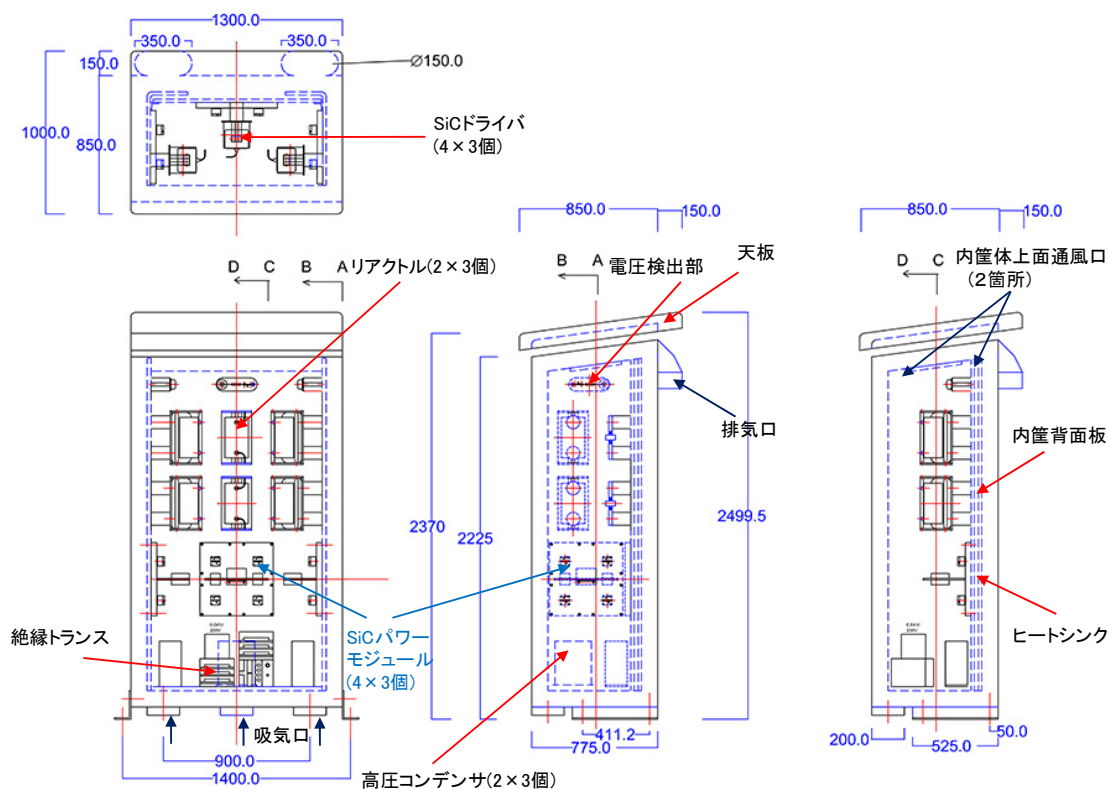 1300.0
350.0
350.0
150.0
Ø150.0
1000.0
850.0
SiCドライバ
(4×3個)
850.0
150.0
850.0
150.0
D
C
B
A
リアクトル(2×3個)
B
A
電圧検出部
天板
D
C
内筐体上面通風口
(2箇所)
排気口
内筐背面板
2370
2225
2499.5
絶縁トランス
SiCパワー
モジュール
(4×3個)
ヒートシンク
6.6KV
200V
吸気口
900.0
1400.0
高圧コンデンサ(2×3個)
411.2
775.0
200.0
50.0
525.0